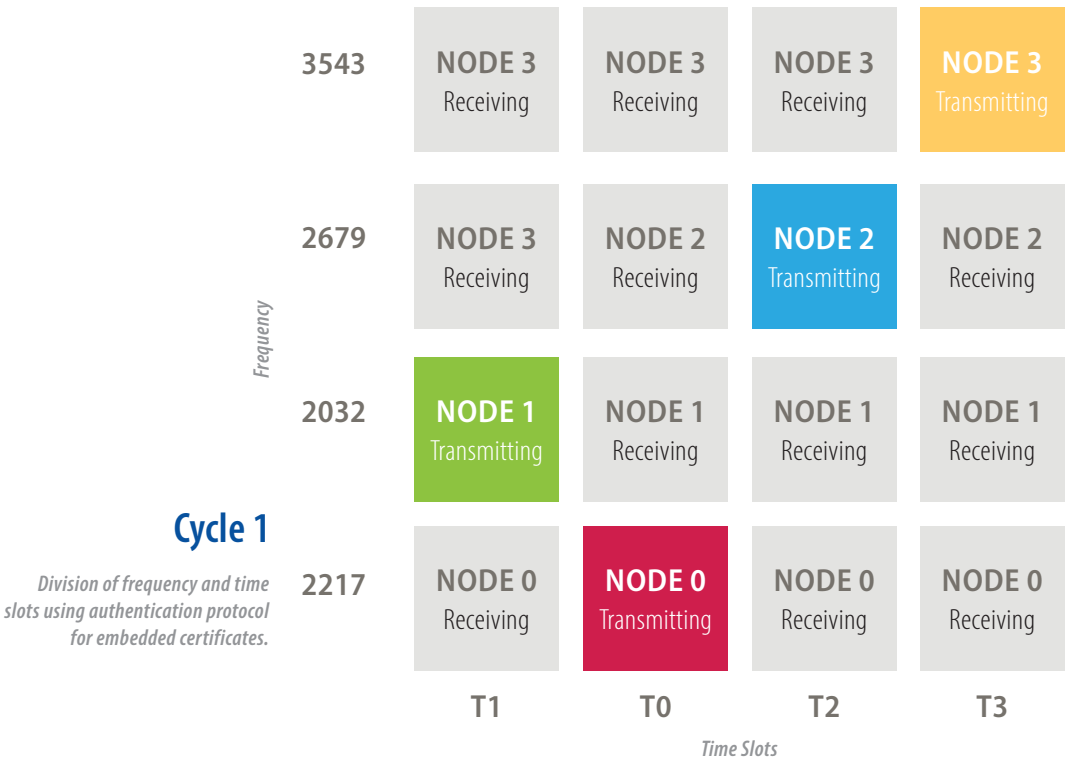 3543
NODE 3
Receiving
NODE 3
Receiving
NODE 3
Receiving
NODE 3
Transmitting
2679
NODE 3
Receiving
NODE 2
Receiving
NODE 2
Transmitting
NODE 2
Receiving
Frequency
2032
NODE 1
Transmitting
NODE 1
Receiving
NODE 1
Receiving
NODE 1
Receiving
Cycle 1
Division of frequency and time
slots using authentication protocol
for embedded certificates.
2217
NODE 0
Receiving
NODE 0
Transmitting
NODE 0
Receiving
NODE 0
Receiving
T1
T0
T2
T3
Time Slots